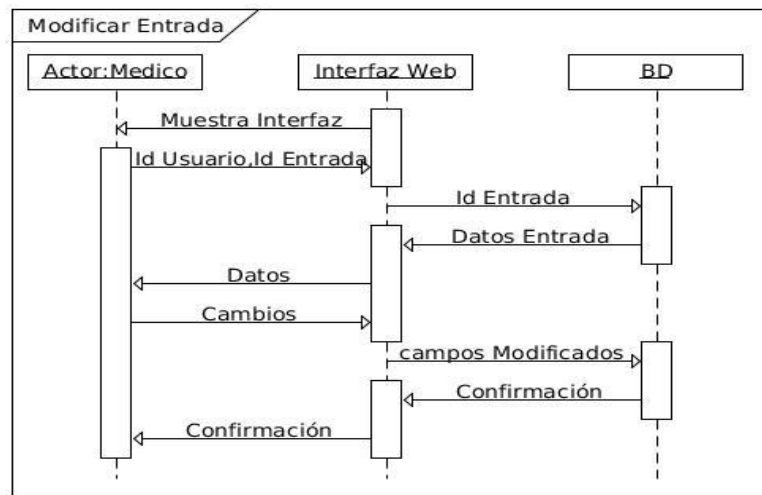 Modificar Entrada
Actor:Medico
Interfaz Web
BD
Muestra Interfaz
Id Usuario,Id Entrada
Id Entrada
Datos Entrada
Datos
Cambios
campos Modificados
Confirmación
Confirmación